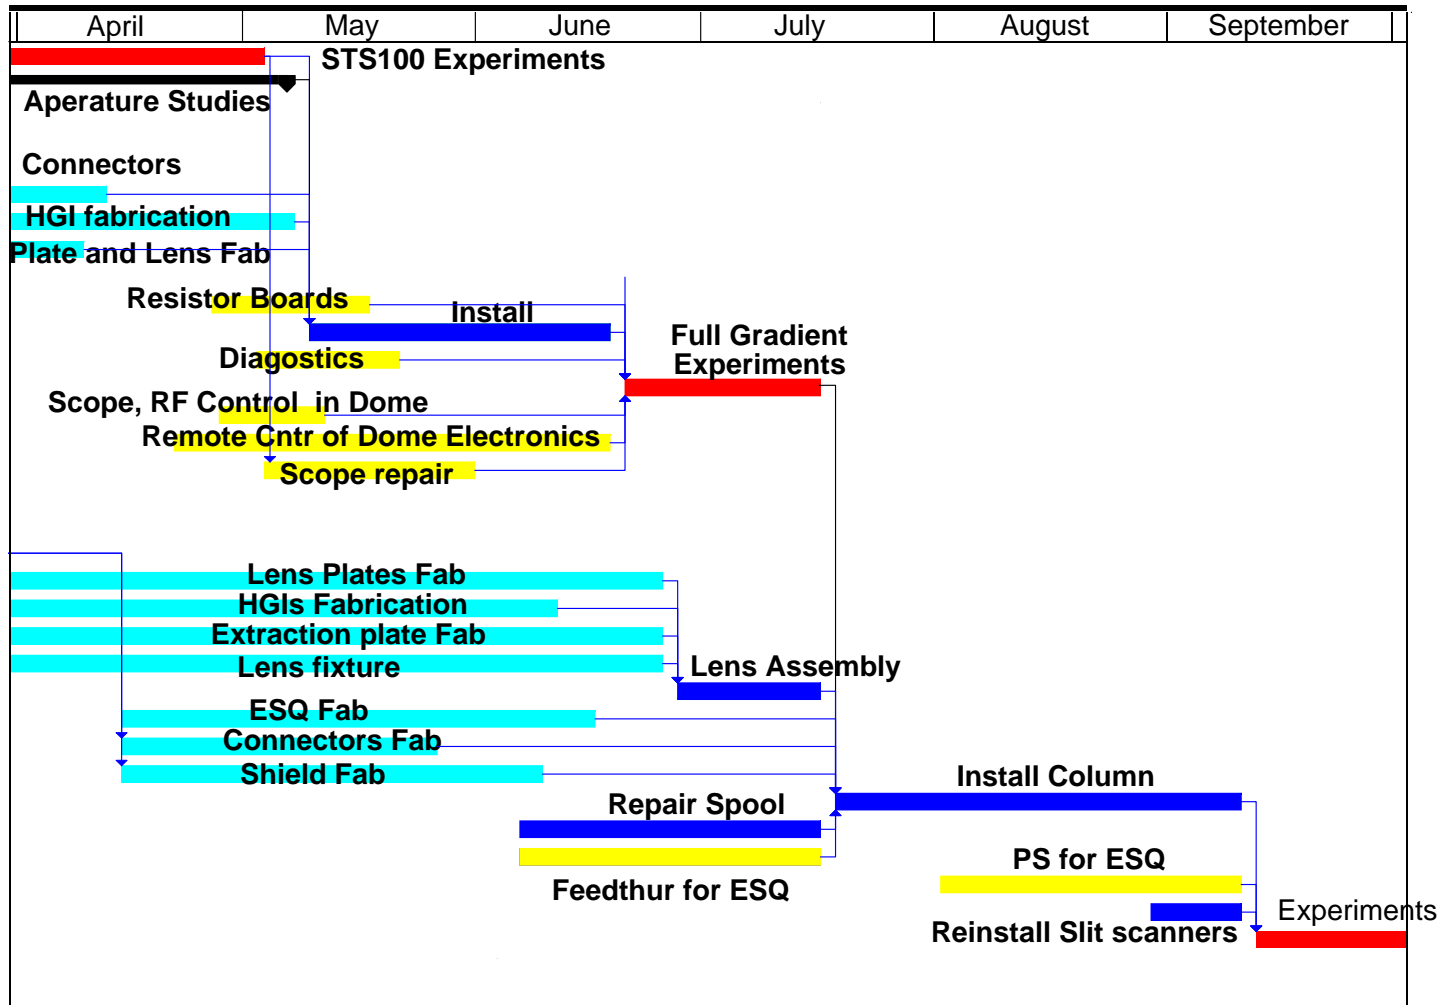 April May June July August September
STS100 Experiments
Aperature Studies
Connectors
HGI fabrication
Plate and Lens Fab
Resistor Boards
Install
Full Gradient
Experiments
Diagostics
Scope, RF Control in Dome
Remote Cntr of Dome Electronics
Scope repair
Lens Plates Fab
HGIs Fabrication
Extraction plate Fab
Lens fixture
Lens Assembly
ESQ Fab
Connectors Fab
Shield Fab
Install Column
Repair Spool
PS for ESQ
Feedthur for ESQ
Experiments
Reinstall Slit scanners